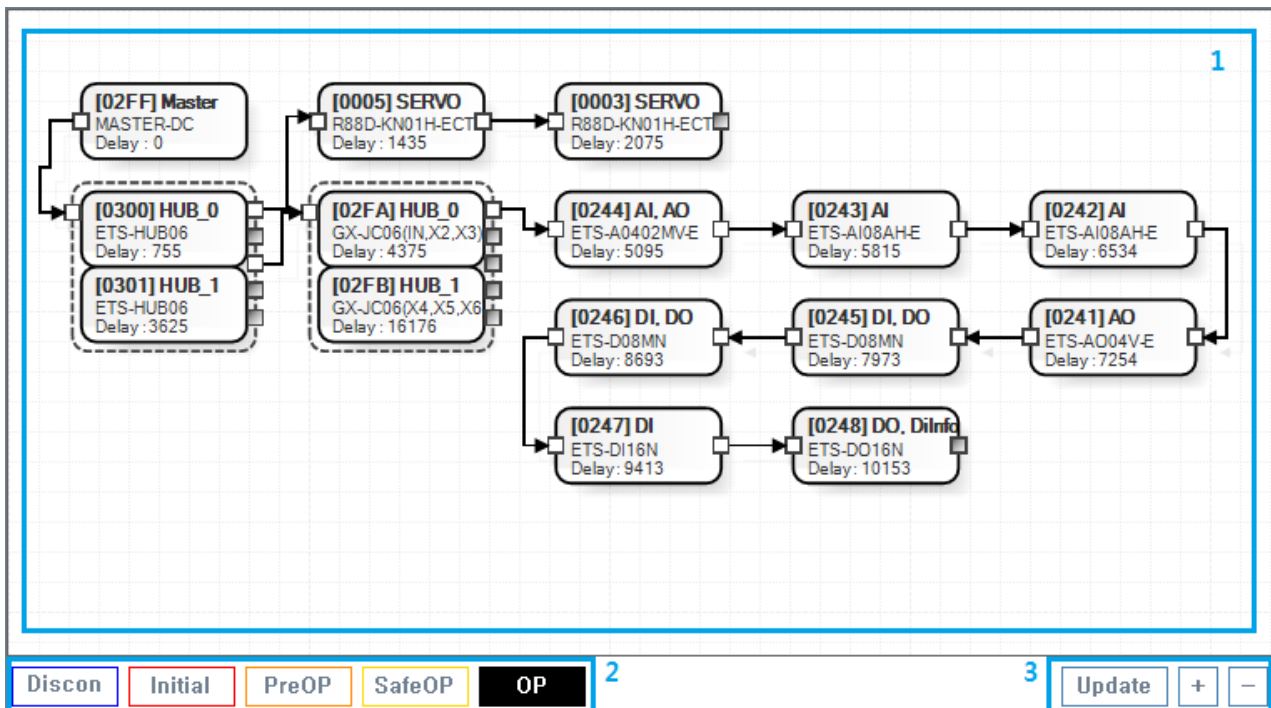 1
[02FF] Master
MASTER-DC
Delay : 0
[0005] SERVO
R88D-KN01H-ECT
Delay : 1435
[0003] SERVO
R88D-KN01H-ECT
Delay : 2075
[0300] HUB_0
ETS-HUB06
Delay : 755
[0301] HUB_1
ETS-HUB06
Delay : 3625
[02FA] HUB_0
GX-JC06(IN,X2,X3)
Delay : 4375
[02FB] HUB_1
GX-JC06(X4,X5,X6
Delay : 16176
[0244] AI, AO
ETS-A0402MV-E
Delay : 5095
[0243] AI
ETS-AI08AH-E
Delay : 5815
[0242] AI
ETS-AI08AH-E
Delay : 6534
[0246] DI, DO
ETS-D08MN
Delay : 8693
[0245] DI, DO
ETS-D08MN
Delay : 7973
[0241] AO
ETS-AO04V-E
Delay : 7254
[0247] DI
ETS-DI16N
Delay : 9413
[0248] DO, DiInfo
ETS-DO16N
Delay : 10153
Discon
Initial
PreOP
SafeOP
OP
2
3
Update
+
−